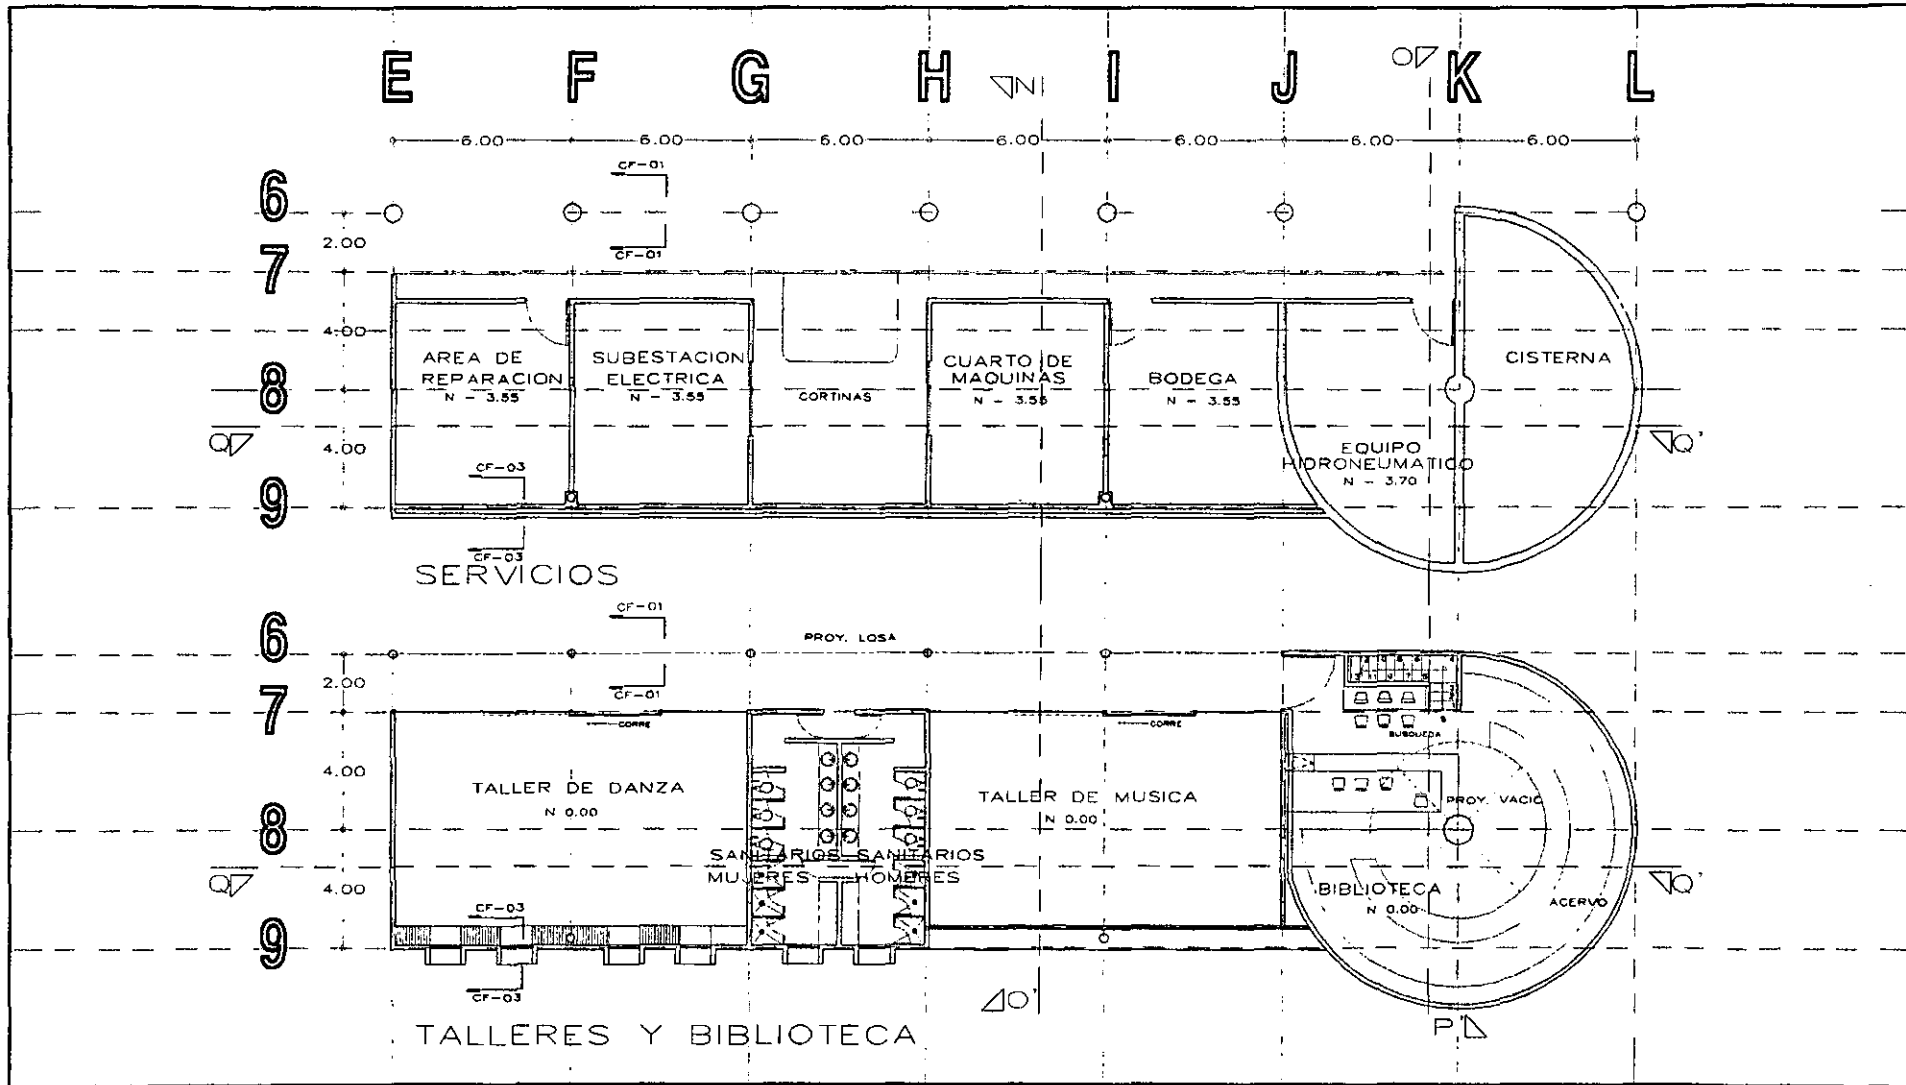 E F G H I J K L
N O
6.00 6.00 6.00 6.00 6.00 6.00 6.00
CF-01
6
2.00
CF-01
7
4.00
AREA DE REPARACION
N - 3.55
SUBESTACION ELECTRICA
N - 3.55
CORTINAS
CUARTO DE MAQUINAS
N - 3.55
BODEGA
N - 3.55
CISTERNA
8
Q Q'
4.00
EQUIPO HIDRONEUMATICO
N - 3.70
CF-03
9
CF-03
SERVICIOS
CF-01
6
PROY. LOSA
2.00
CF-01
7
CORRE
CORRE
BUSQUEDA
4.00
TALLER DE DANZA
N 0.00
TALLER DE MUSICA
N 0.00
PROY. VACIO
8
SANITARIOS MUJERES
SANITARIOS HOMBRES
Q Q'
4.00
BIBLIOTECA
N 0.00
ACERVO
CF-03
9
CF-03
O'
P'
TALLERES Y BIBLIOTECA